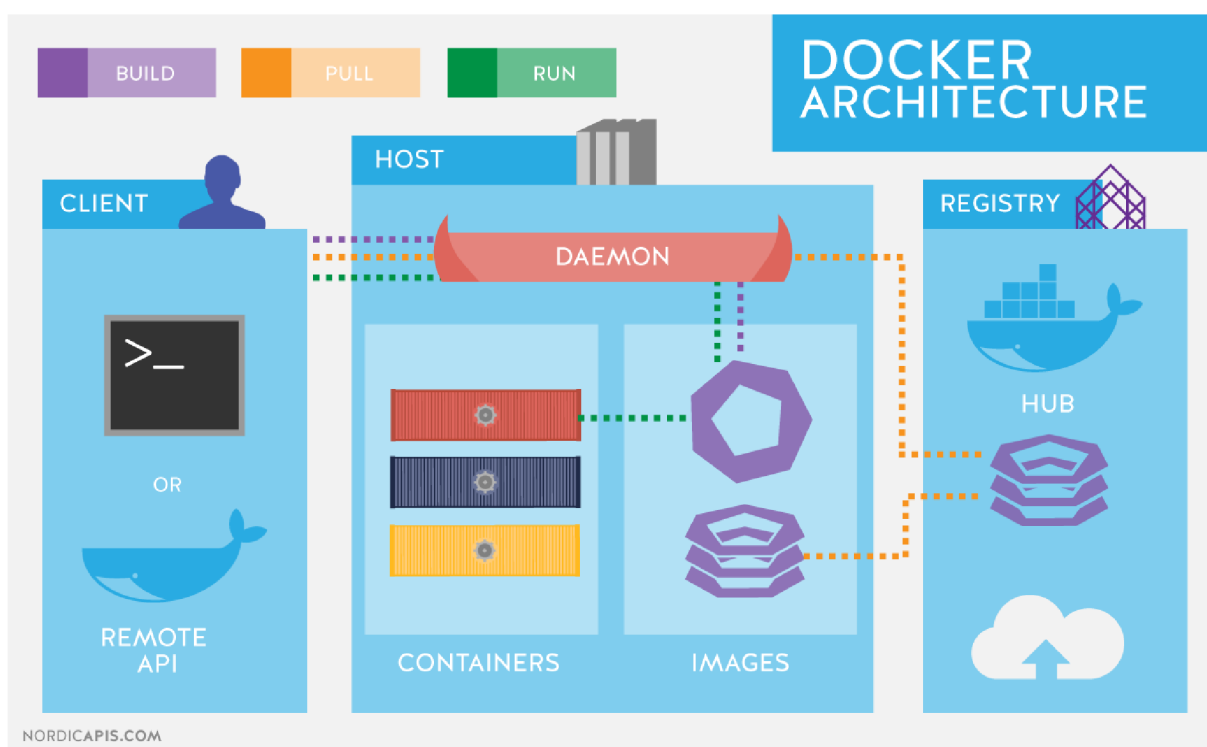 BUILD
PULL
RUN
DOCKER
ARCHITECTURE
HOST
CLIENT
REGISTRY
DAEMON
>_
HUB
OR
REMOTE
API
CONTAINERS
IMAGES
NORDICAPIS.COM